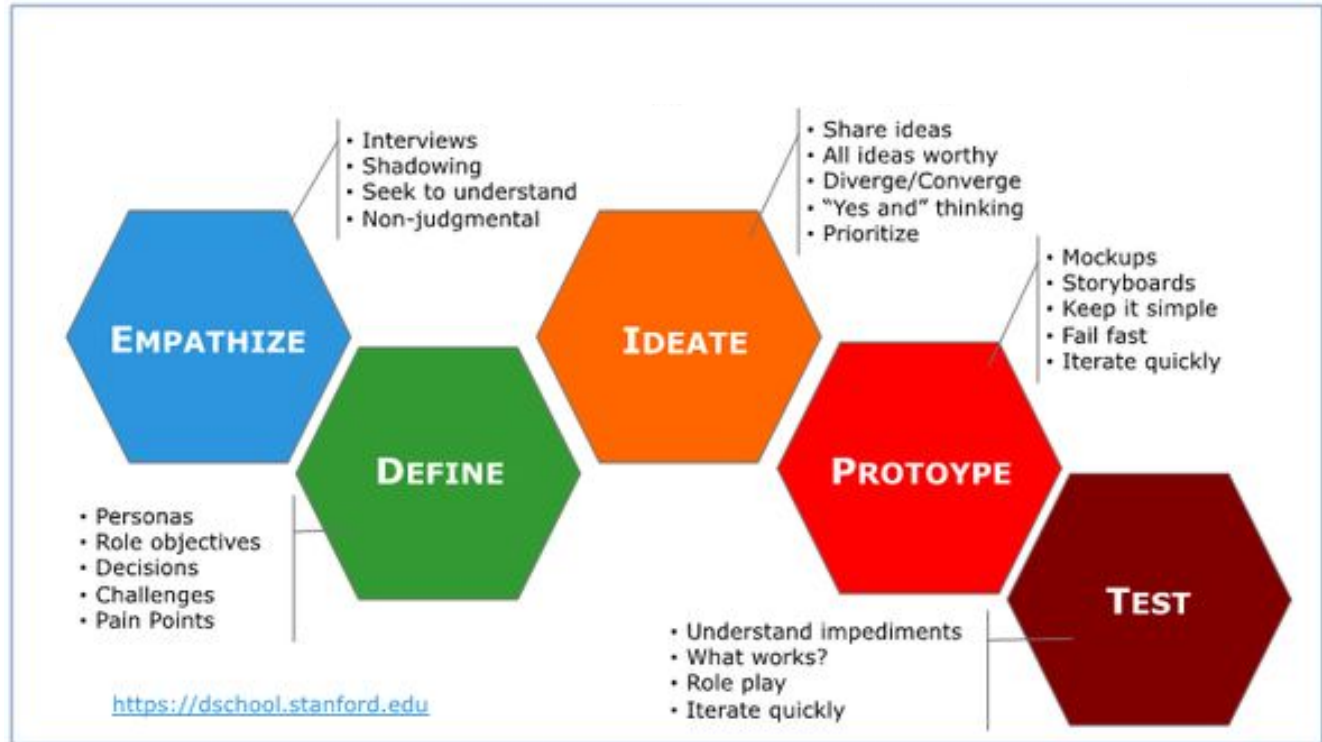 • Interviews
• Shadowing
• Seek to understand
• Non-judgmental
EMPATHIZE
• Personas
• Role objectives
• Decisions
• Challenges
• Pain Points
DEFINE
• Share ideas
• All ideas worthy
• Diverge/Converge
• “Yes and” thinking
• Prioritize
IDEATE
• Mockups
• Storyboards
• Keep it simple
• Fail fast
• Iterate quickly
PROTOYPE
• Understand impediments
• What works?
• Role play
• Iterate quickly
TEST
https://dschool.stanford.edu